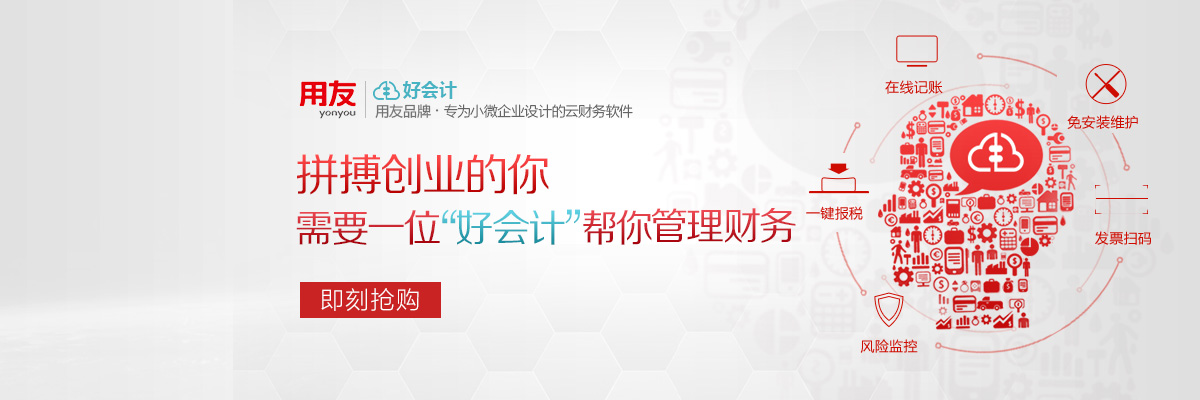 用友
yonyou
好会计
用友品牌·专为小微企业设计的云财务软件
拼搏创业的你
需要一位“好会计”帮你管理财务
即刻抢购
在线记账
免安装维护
一键报税
发票扫码
风险监控